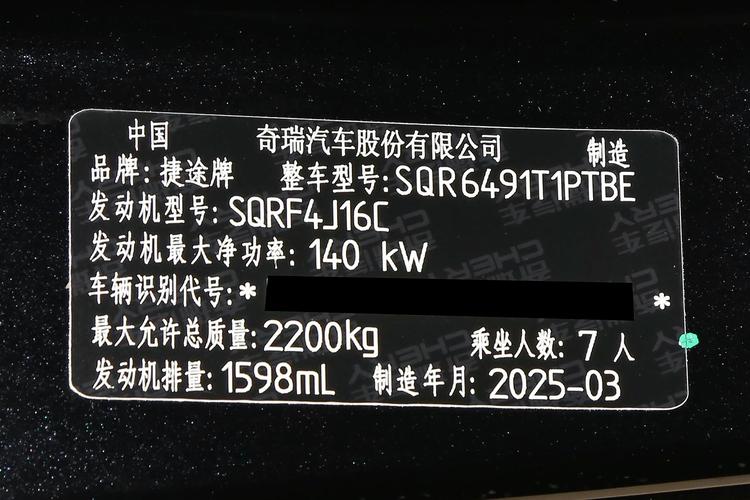 中国 奇瑞汽车股份有限公司 制造
品牌: 捷途牌 整车型号: SQR6491T1PTBE
发动机型号: SQRF4J16C
发动机最大净功率: 140 kW
车辆识别代号: * *
最大允许总质量: 2200kg 乘坐人数: 7 人
发动机排量: 1598mL 制造年月: 2025-03